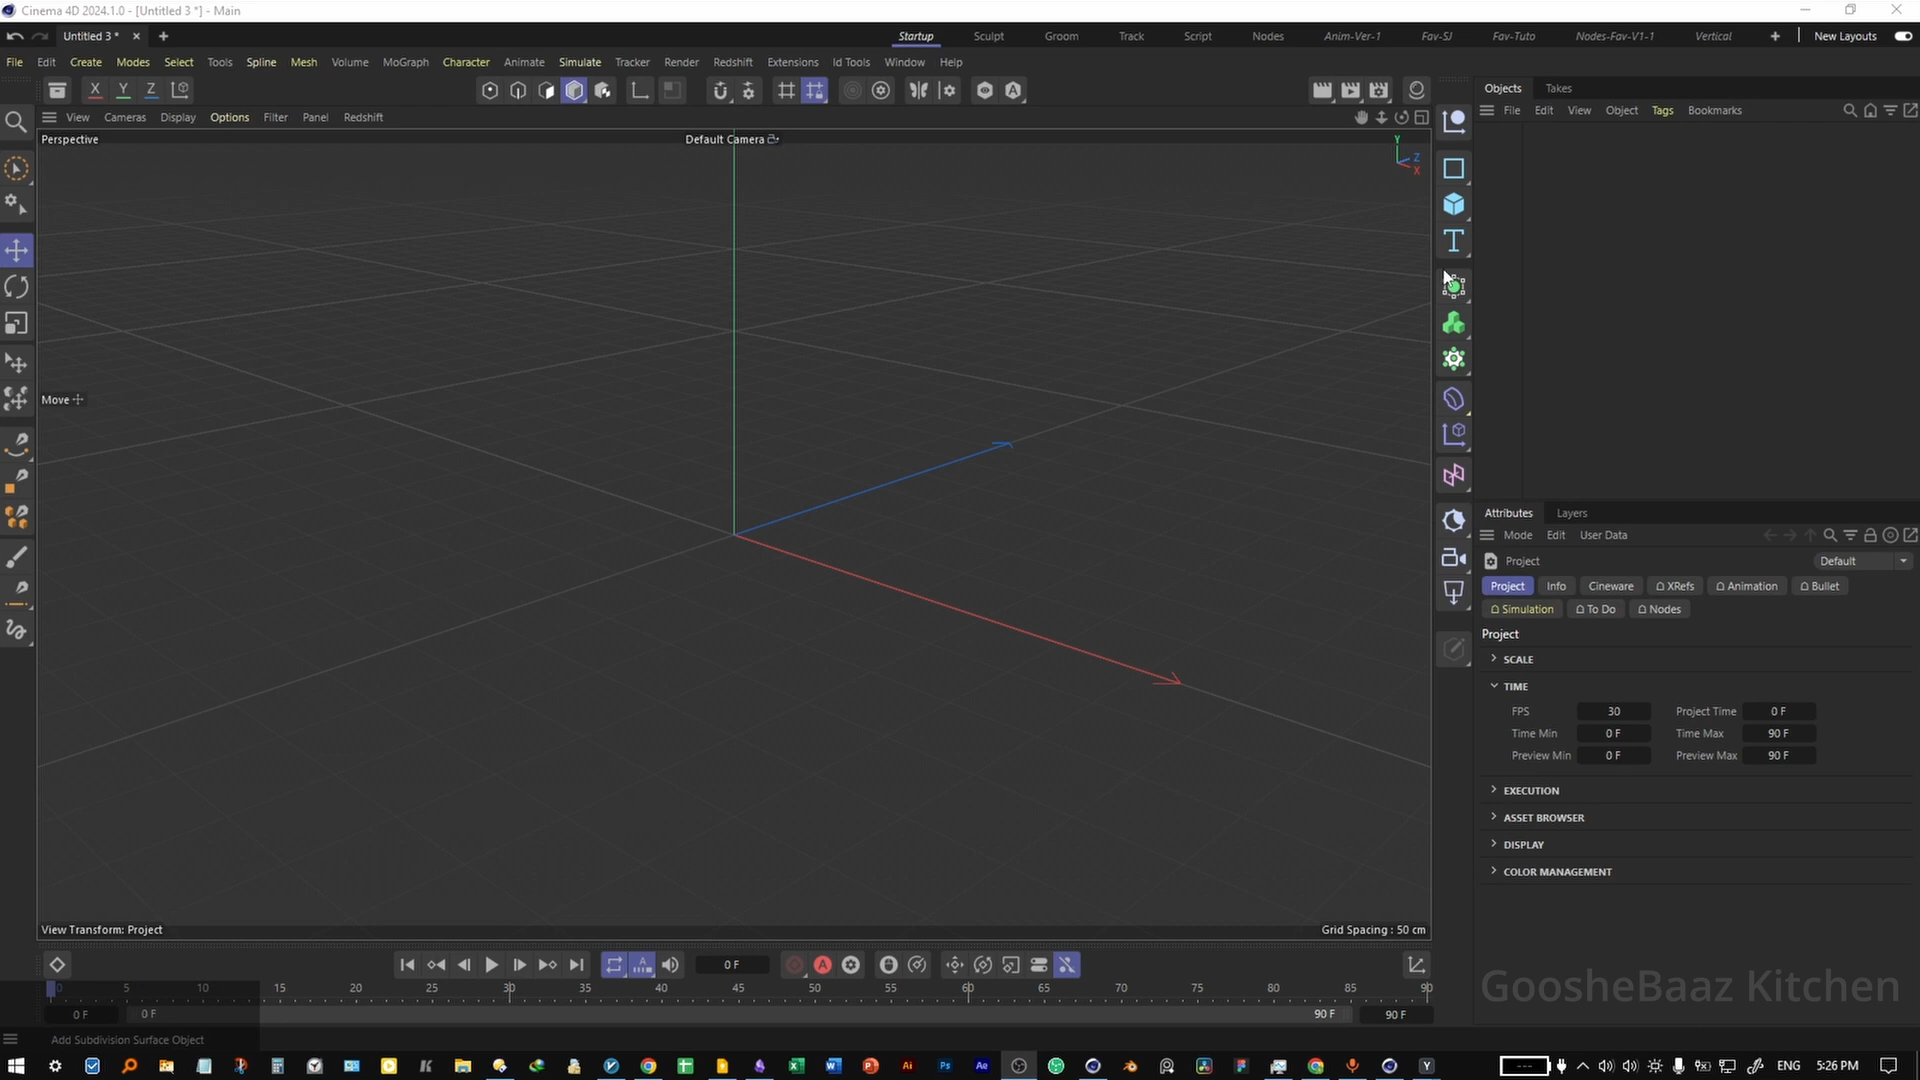 Cinema 4D 2024.1.0 - [Untitled 3 *] - Main
Untitled 3 *
Startup Sculpt Groom Track Script Nodes Anim-Ver-1 Fav-SJ Fav-Tuto Nodes-Fav-V1-1 Vertical New Layouts
File Edit Create Modes Select Tools Spline Mesh Volume MoGraph Character Animate Simulate Tracker Render Redshift Extensions Id Tools Window Help
X Y Z
View Cameras Display Options Filter Panel Redshift
Perspective
Default Camera
Y
Z
X
Move
View Transform: Project
Grid Spacing : 50 cm
Objects Takes
File Edit View Object Tags Bookmarks
Attributes Layers
Mode Edit User Data
Project
Default
Project Info Cineware XRefs Animation Bullet
Simulation To Do Nodes
Project
SCALE
TIME
FPS 30 Project Time 0 F
Time Min 0 F Time Max 90 F
Preview Min 0 F Preview Max 90 F
EXECUTION
ASSET BROWSER
DISPLAY
COLOR MANAGEMENT
0 F
0 5 10 15 20 25 30 35 40 45 50 55 60 65 70 75 80 85 90
0 F 0 F 90 F 90 F
GoosheBaaz Kitchen
Add Subdivision Surface Object
ENG 5:26 PM